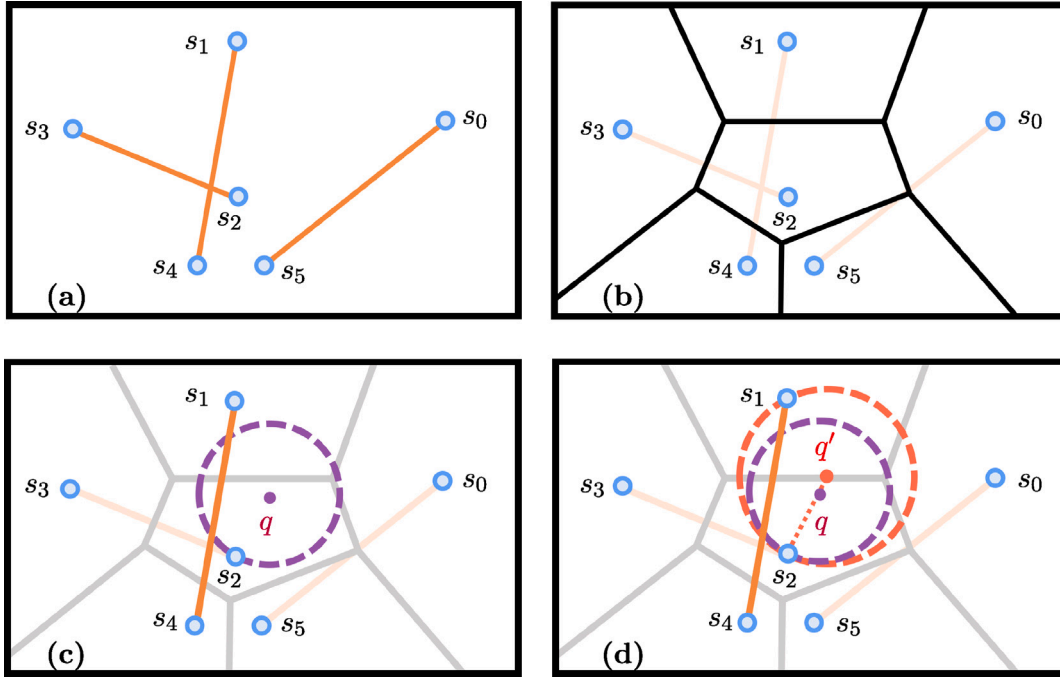 s₁
s₃
s₀
s₂
s₄
s₅
(a)
s₁
s₃
s₀
s₂
s₄
s₅
(b)
s₁
s₃
s₀
q
s₂
s₄
s₅
(c)
s₁
q′
s₃
s₀
q
s₂
s₄
s₅
(d)